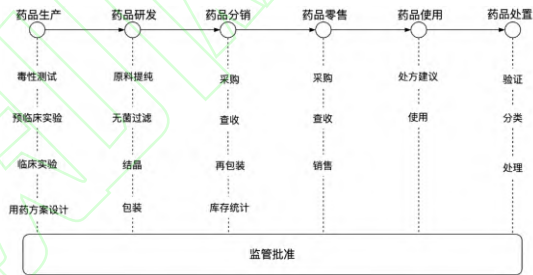 药品生产 药品研发 药品分销 药品零售 药品使用 药品处置
毒性测试 原料提纯 采购 采购 处方建议 验证
预临床实验 无菌过滤 查收 查收 使用 分类
临床实验 结晶 再包装 销售 处理
用药方案设计 包装 库存统计
监管批准